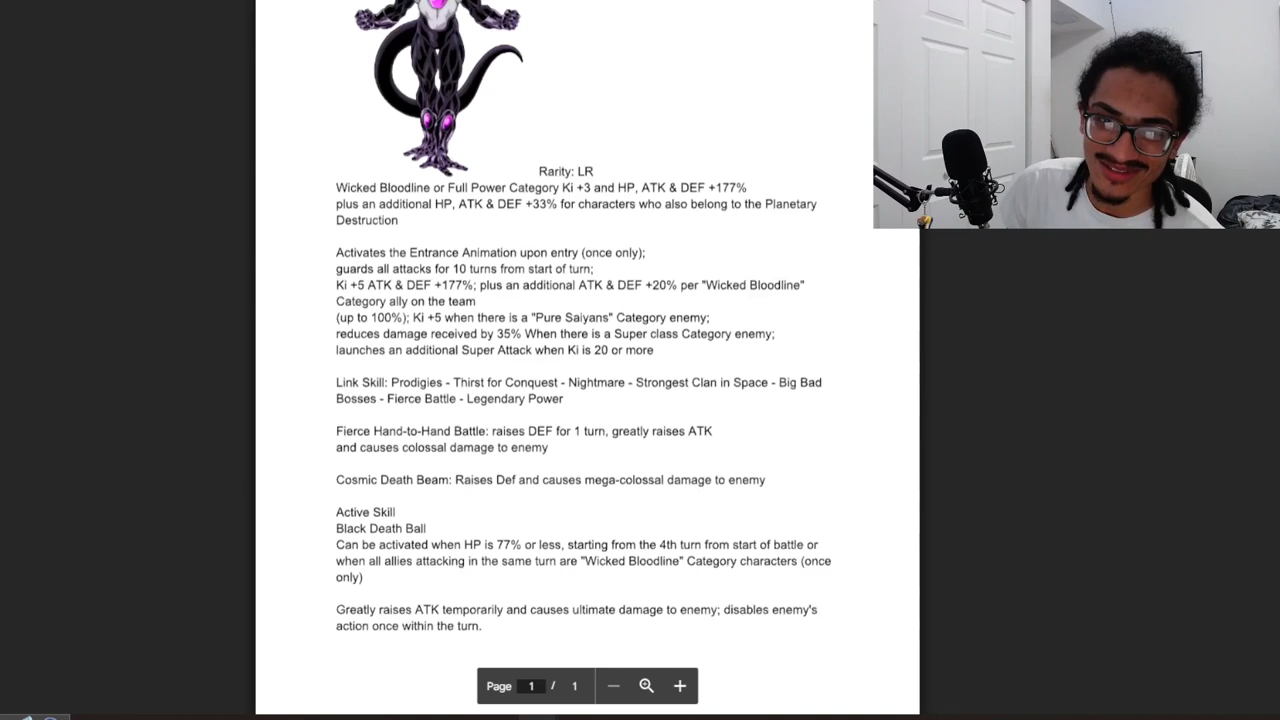 Rarity: LR
Wicked Bloodline or Full Power Category Ki +3 and HP, ATK & DEF +177%
plus an additional HP, ATK & DEF +33% for characters who also belong to the Planetary
Destruction
Activates the Entrance Animation upon entry (once only);
guards all attacks for 10 turns from start of turn;
Ki +5 ATK & DEF +177%; plus an additional ATK & DEF +20% per "Wicked Bloodline"
Category ally on the team
(up to 100%); Ki +5 when there is a "Pure Saiyans" Category enemy;
reduces damage received by 35% When there is a Super class Category enemy;
launches an additional Super Attack when Ki is 20 or more
Link Skill: Prodigies - Thirst for Conquest - Nightmare - Strongest Clan in Space - Big Bad
Bosses - Fierce Battle - Legendary Power
Fierce Hand-to-Hand Battle: raises DEF for 1 turn, greatly raises ATK
and causes colossal damage to enemy
Cosmic Death Beam: Raises Def and causes mega-colossal damage to enemy
Active Skill
Black Death Ball
Can be activated when HP is 77% or less, starting from the 4th turn from start of battle or
when all allies attacking in the same turn are "Wicked Bloodline" Category characters (once
only)
Greatly raises ATK temporarily and causes ultimate damage to enemy; disables enemy's
action once within the turn.
Page 1 / 1